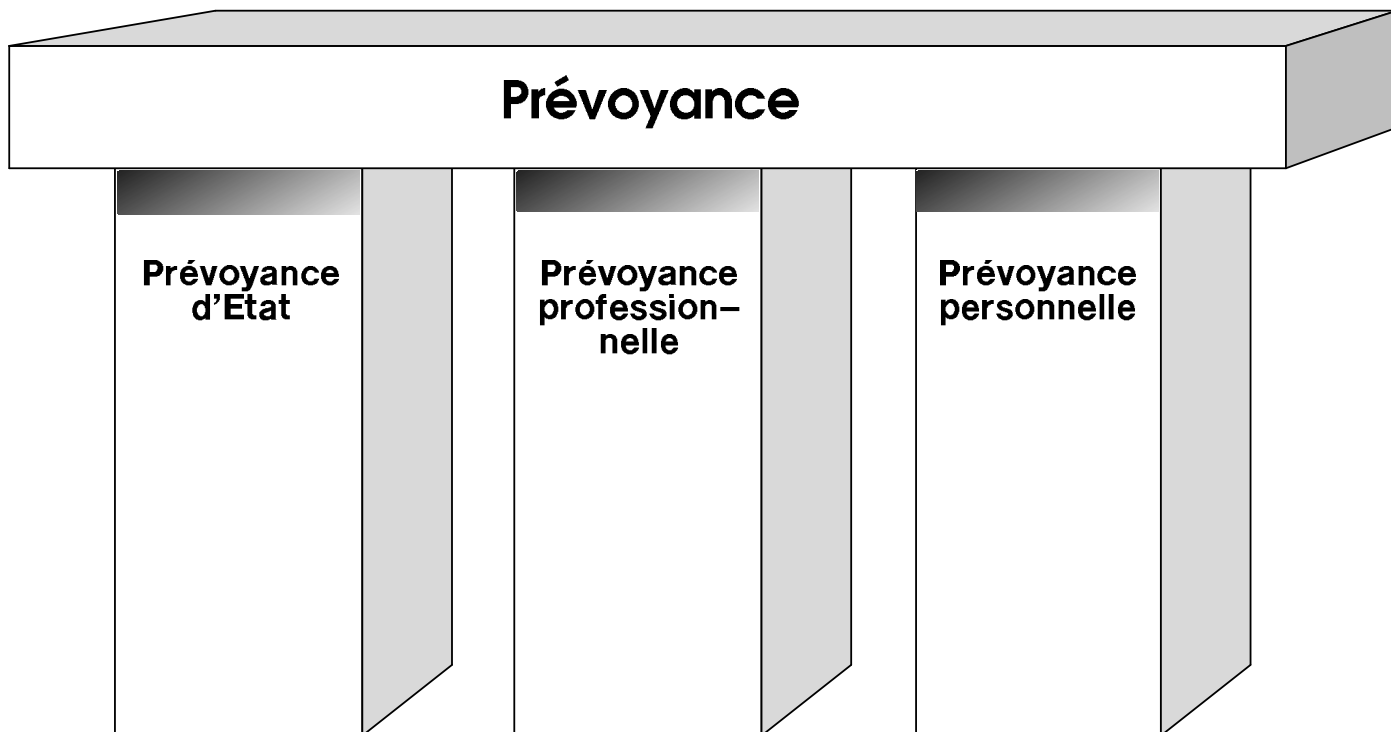 Prévoyance
Prévoyance
d'Etat
Prévoyance
profession–
nelle
Prévoyance
personnelle